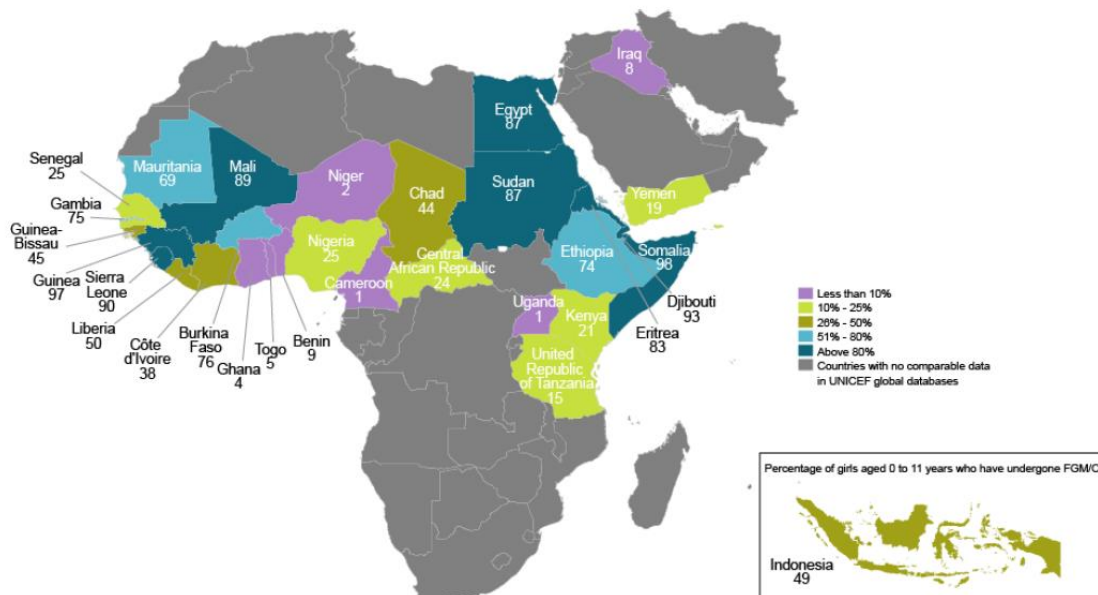 Iraq
8
Egypt
87
Mauritania
69
Mali
89
Niger
2
Chad
44
Sudan
87
Yemen
19
Senegal
25
Gambia
75
Guinea-
Bissau
45
Guinea
97
Sierra
Leone
90
Liberia
50
Côte
d'Ivoire
38
Burkina
Faso
76
Ghana
4
Togo
5
Benin
9
Nigeria
25
Cameroon
1
Central
African Republic
24
Ethiopia
74
Somalia
98
Djibouti
93
Eritrea
83
Uganda
1
Kenya
21
United
Republic
of Tanzania
15
Less than 10%
10% - 25%
26% - 50%
51% - 80%
Above 80%
Countries with no comparable data
in UNICEF global databases
Percentage of girls aged 0 to 11 years who have undergone FGM/C
Indonesia
49